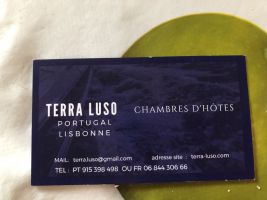 TERRA LUSO
PORTUGAL
LISBONNE
CHAMBRES D'HÔTES
MAIL: terra.luso@gmail.com adresse site : terra-luso.com
TEL : PT 915 398 498 OU FR 06 844 306 66